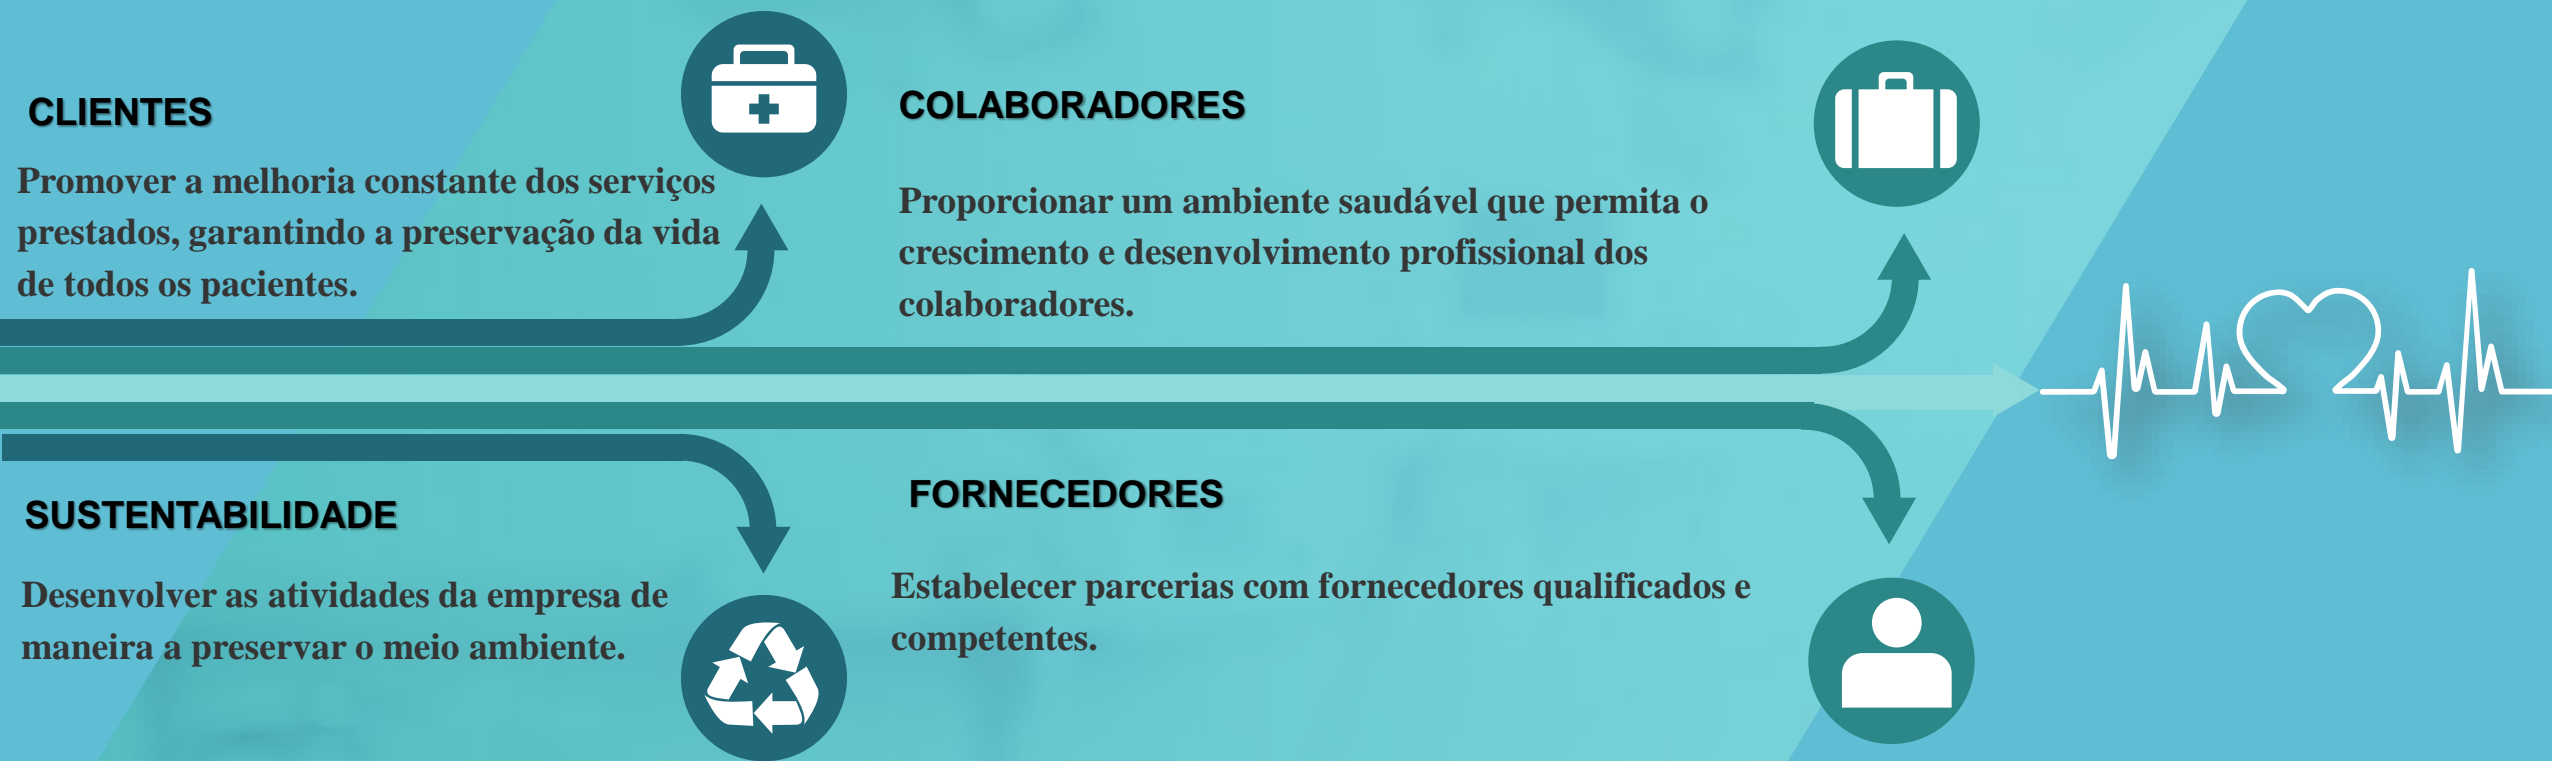 CLIENTES
Promover a melhoria constante dos serviços
prestados, garantindo a preservação da vida
de todos os pacientes.
COLABORADORES
Proporcionar um ambiente saudável que permita o
crescimento e desenvolvimento profissional dos
colaboradores.
SUSTENTABILIDADE
Desenvolver as atividades da empresa de
maneira a preservar o meio ambiente.
FORNECEDORES
Estabelecer parcerias com fornecedores qualificados e
competentes.